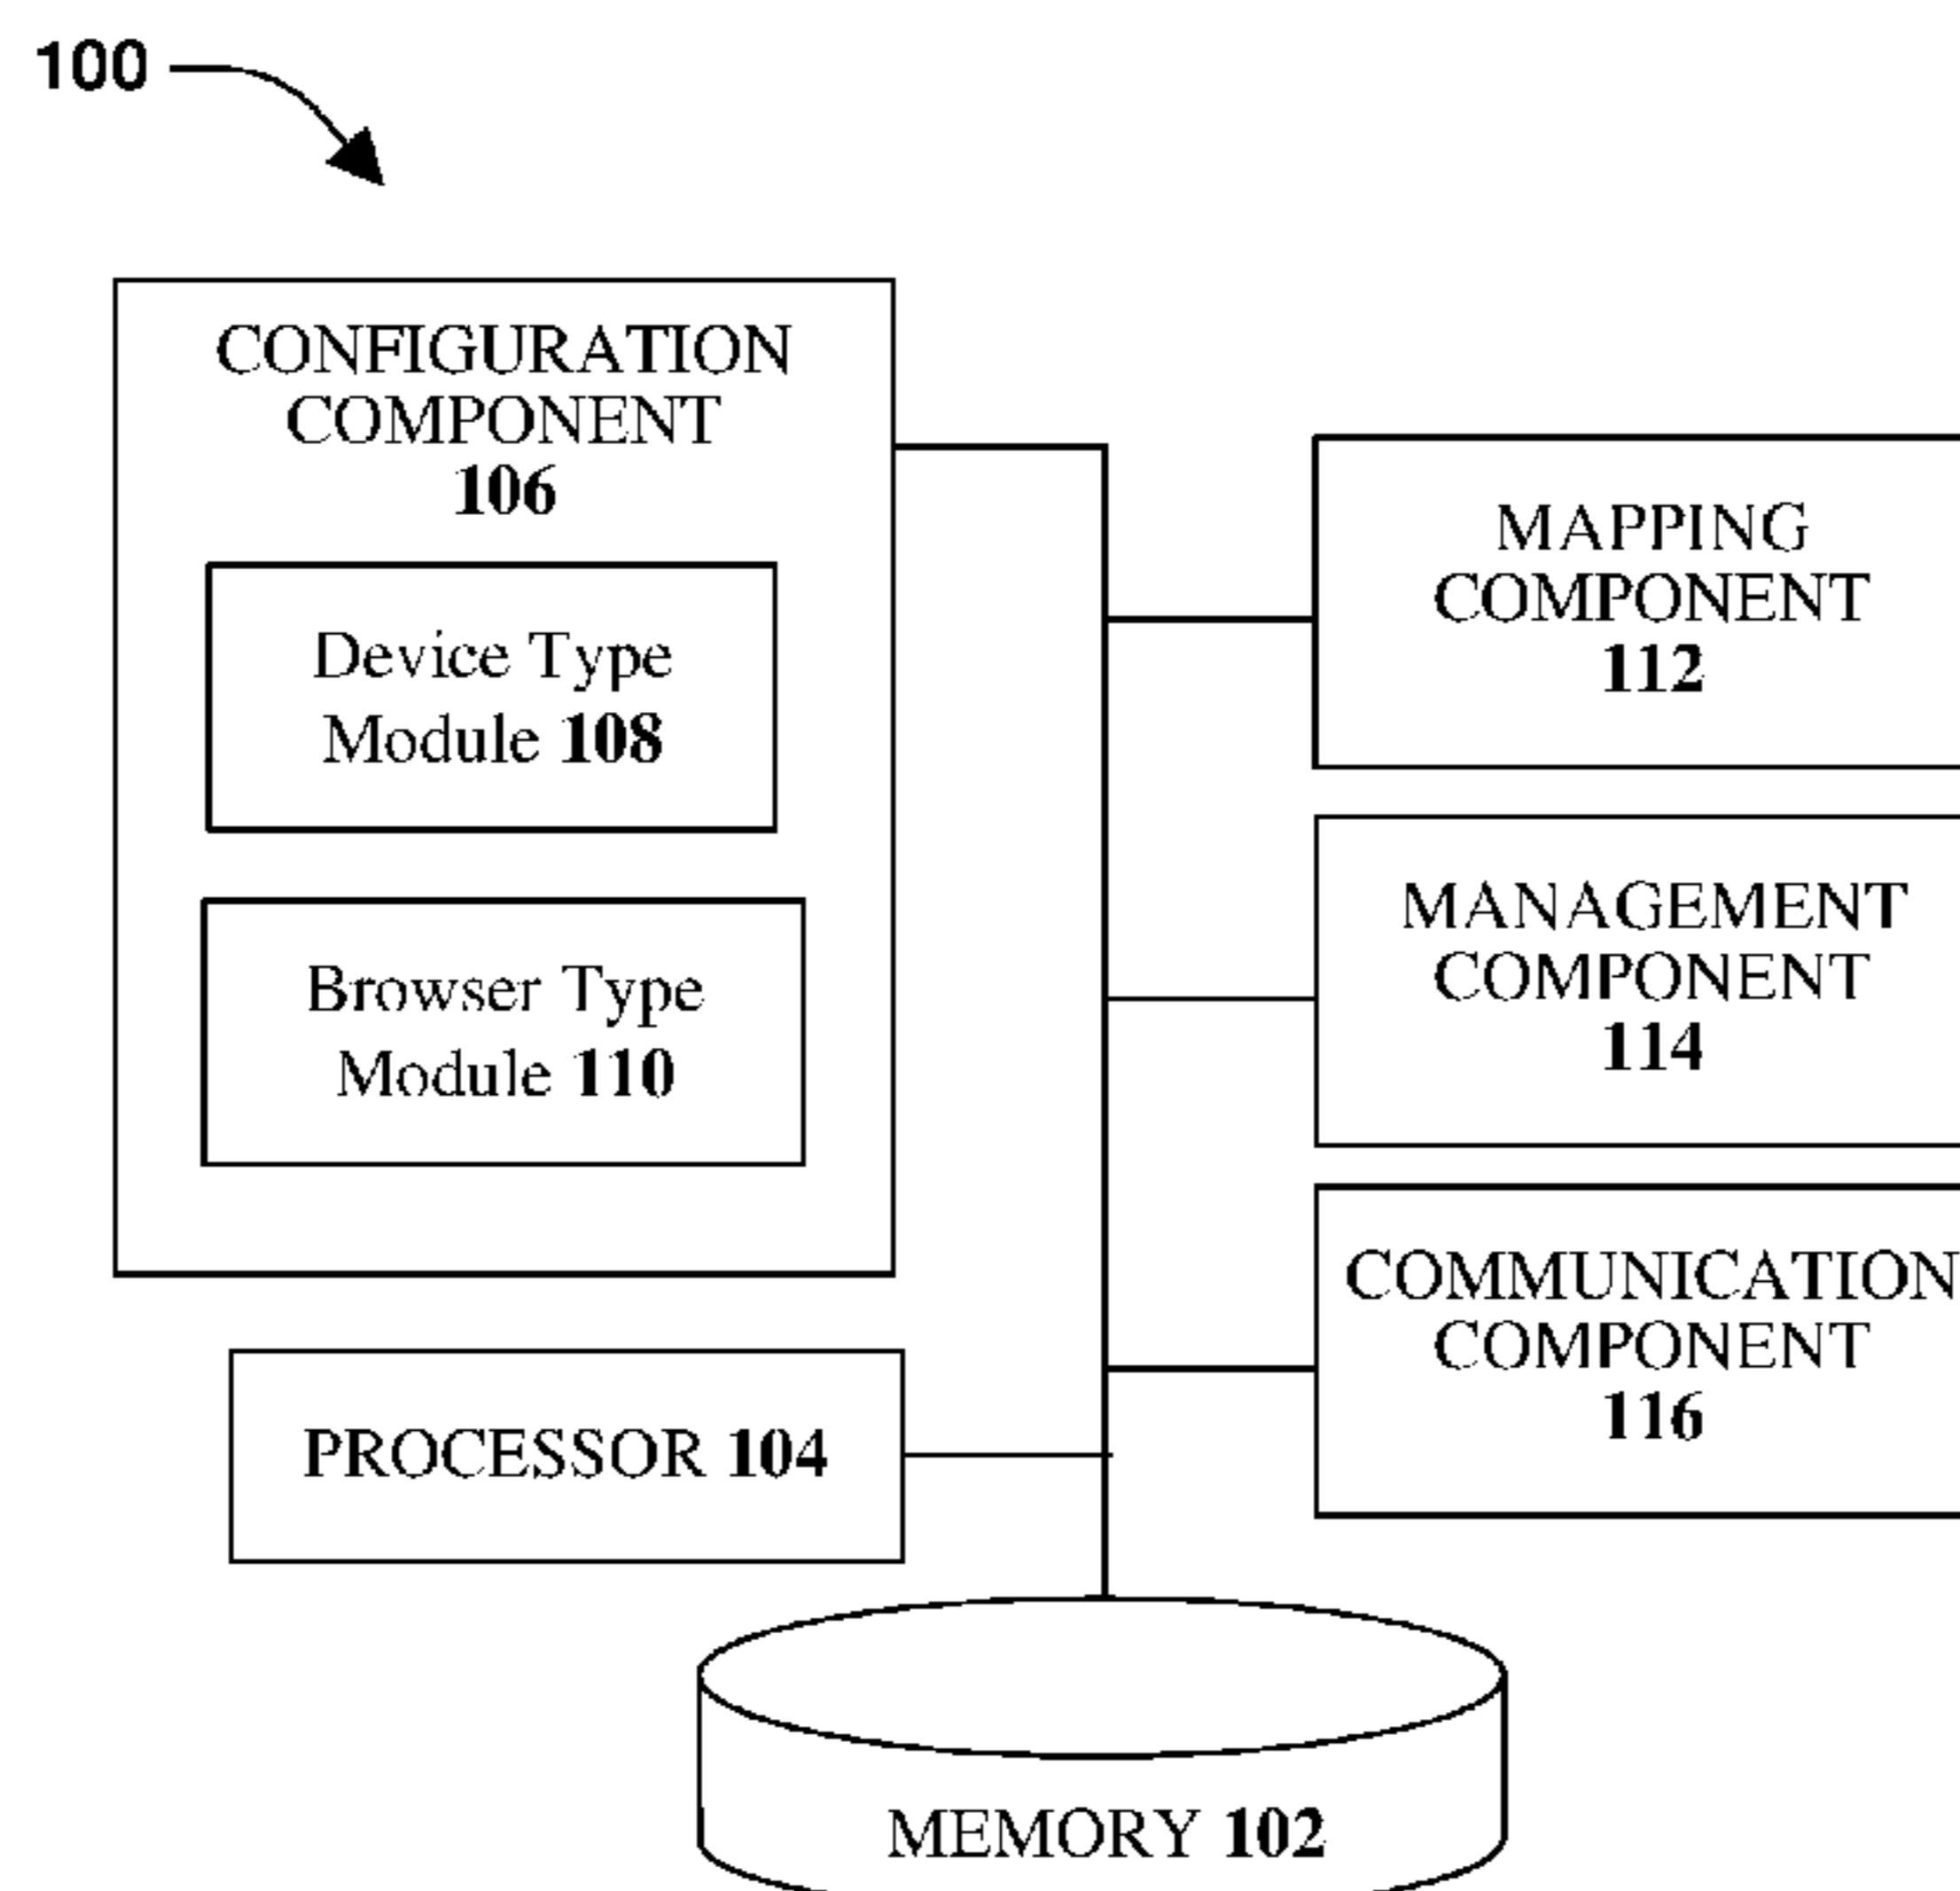 100
CONFIGURATION
COMPONENT
106
Device Type
Module 108
Browser Type
Module 110
MAPPING
COMPONENT
112
MANAGEMENT
COMPONENT
114
COMMUNICATION
COMPONENT
116
PROCESSOR 104
MEMORY 102